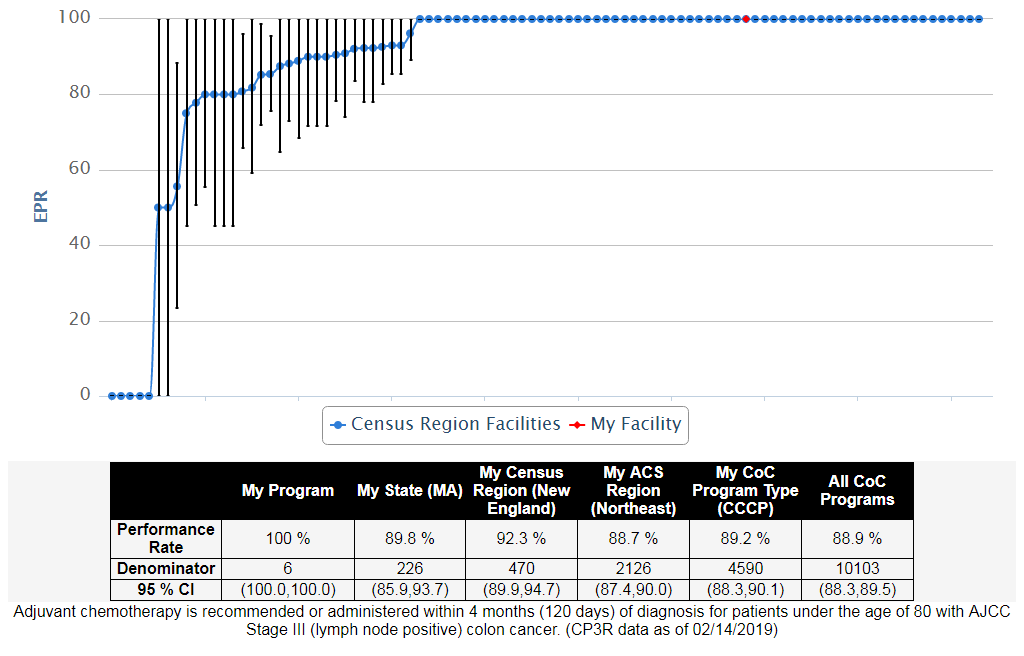 100
80
60
40
20
0
EPR
Census Region Facilities My Facility
My Program My State (MA) My Census Region (New England) My ACS Region (Northeast) My CoC Program Type (CCCP) All CoC Programs
Performance Rate 100 % 89.8 % 92.3 % 88.7 % 89.2 % 88.9 %
Denominator 6 226 470 2126 4590 10103
95 % CI (100.0,100.0) (85.9,93.7) (89.9,94.7) (87.4,90.0) (88.3,90.1) (88.3,89.5)
Adjuvant chemotherapy is recommended or administered within 4 months (120 days) of diagnosis for patients under the age of 80 with AJCC
Stage III (lymph node positive) colon cancer. (CP3R data as of 02/14/2019)